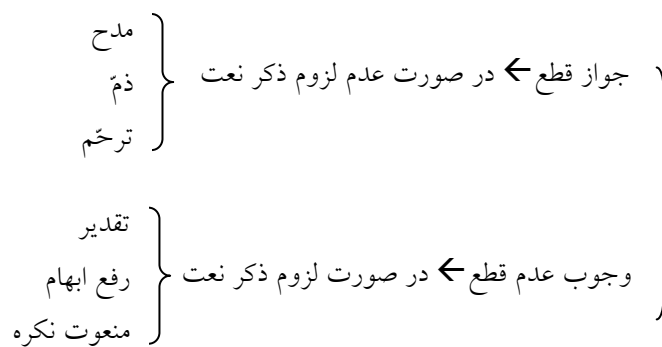 جواز قطع ← در صورت عدم لزوم ذکر نعت
مدح
ذمّ
ترحّم
وجوب عدم قطع ← در صورت لزوم ذکر نعت
تقدیر
رفع ابهام
منعوت نکره